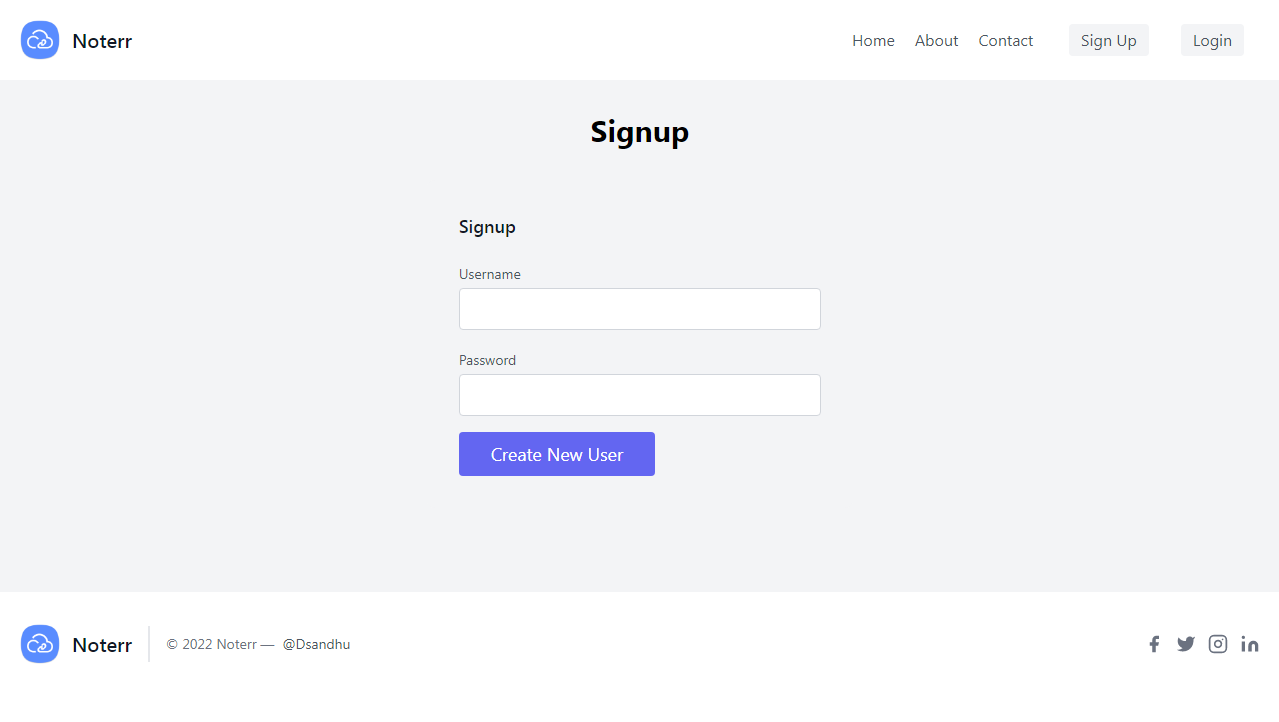 Noterr
Home About Contact Sign Up Login
Signup
Signup
Username
Password
Create New User
Noterr © 2022 Noterr — @Dsandhu